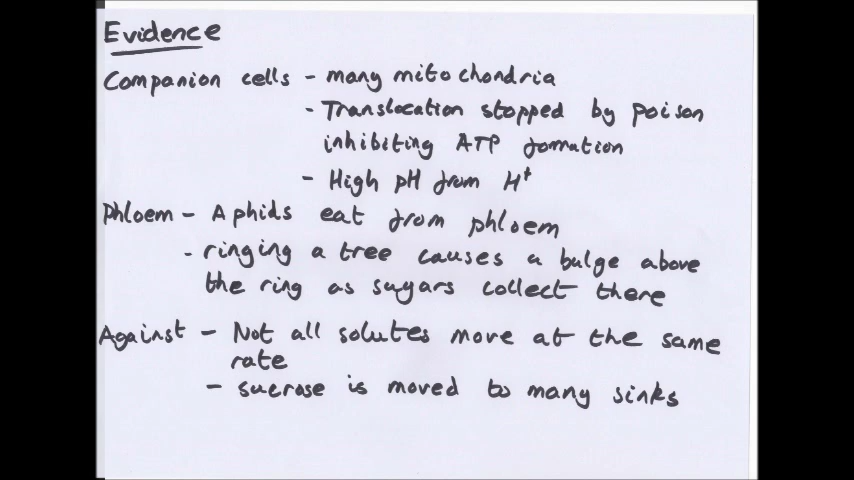 Evidence
Companion cells - many mitochondria
- Translocation stopped by poison
inhibiting ATP formation
- High pH from H+
Phloem - Aphids eat from phloem
- ringing a tree causes a bulge above
the ring as sugars collect there
Against - Not all solutes move at the same
rate
- sucrose is moved to many sinks